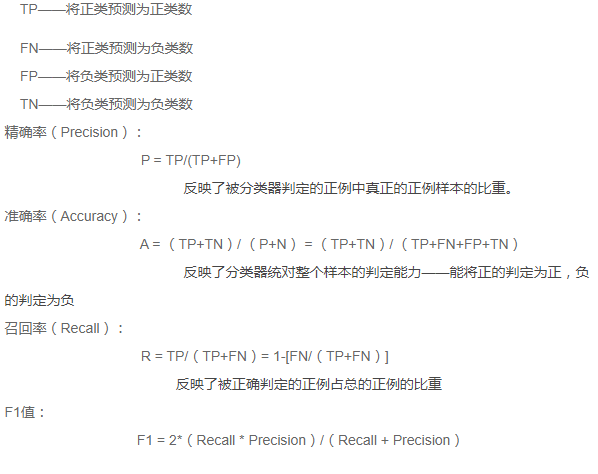 TP——将正类预测为正类数
FN——将正类预测为负类数
FP——将负类预测为正类数
TN——将负类预测为负类数
精确率（Precision）：
P = TP/(TP+FP)
反映了被分类器判定的正例中真正的正例样本的比重。
准确率（Accuracy）：
A = （TP+TN）/（P+N） = （TP+TN）/（TP+FN+FP+TN）
反映了分类器统对整个样本的判定能力——能将正的判定为正，负
的判定为负
召回率（Recall）：
R = TP/（TP+FN）= 1-[FN/（TP+FN）]
反映了被正确判定的正例占总的正例的比重
F1值：
F1 = 2*（Recall * Precision）/（Recall + Precision）